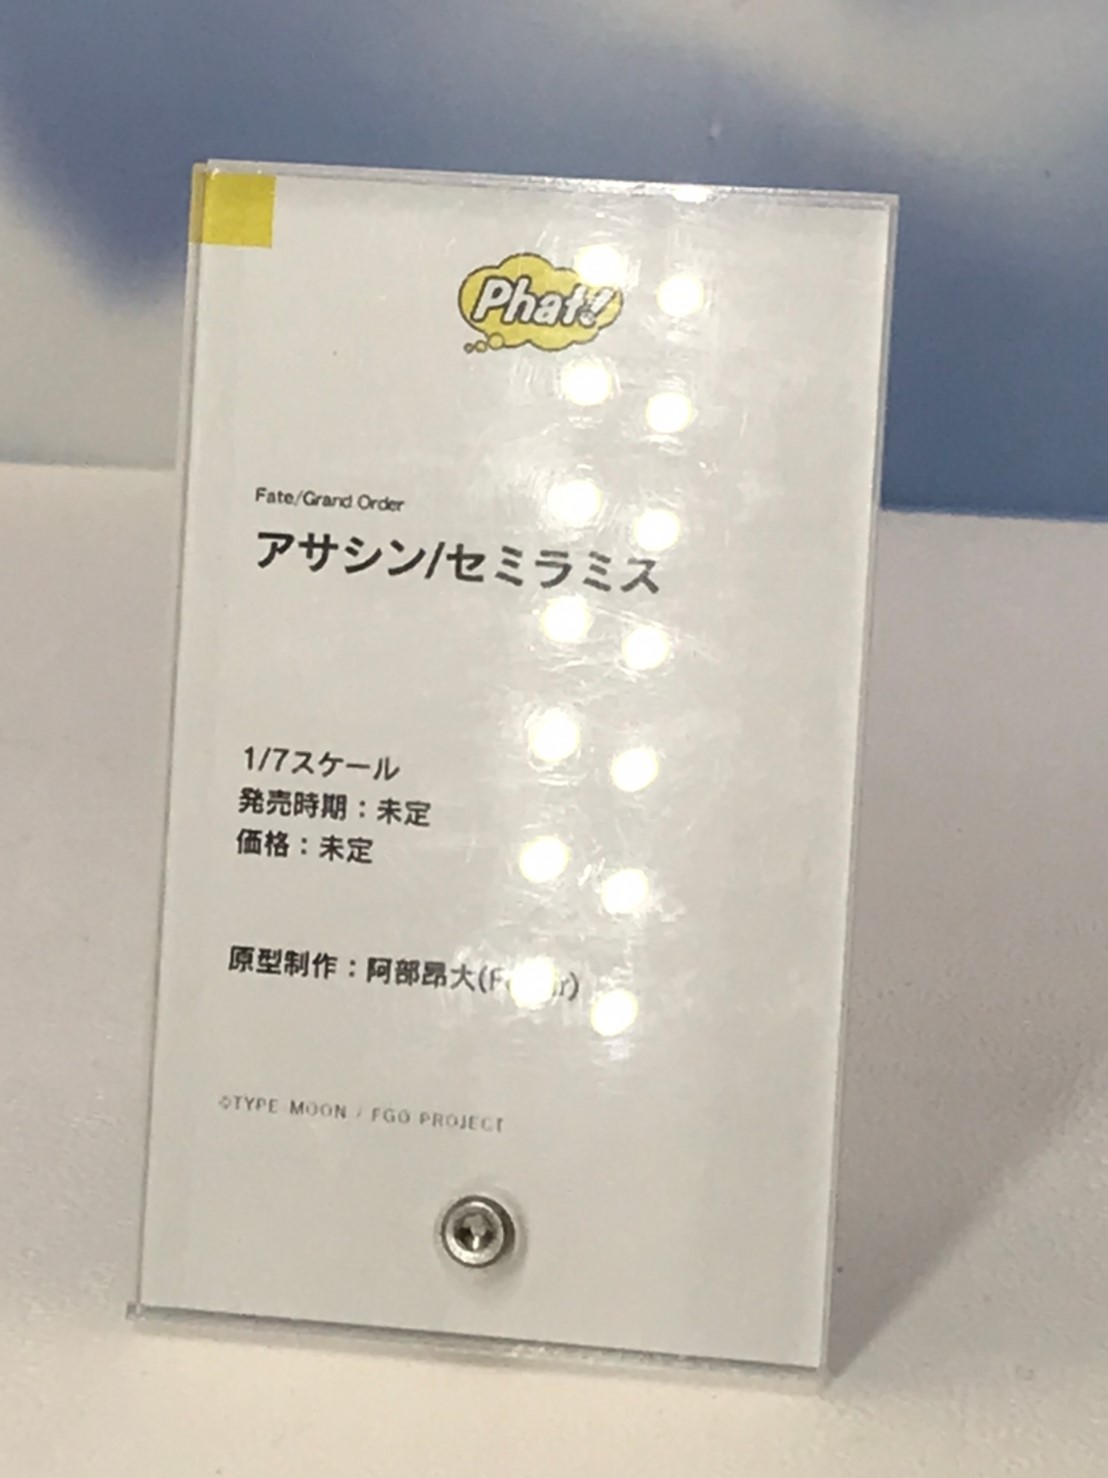 Phat!
Fate/Grand Order
アサシン/セミラミス
1/7スケール
発売時期：未定
価格：未定
原型制作：阿部昂大
©TYPE-MOON / FGO PROJECT